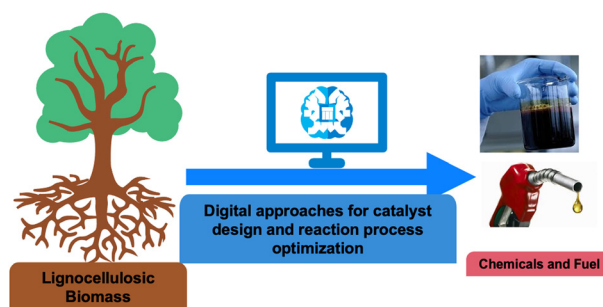 Digital approaches for catalyst
design and reaction process
optimization
Lignocellulosic
Biomass
Chemicals and Fuel